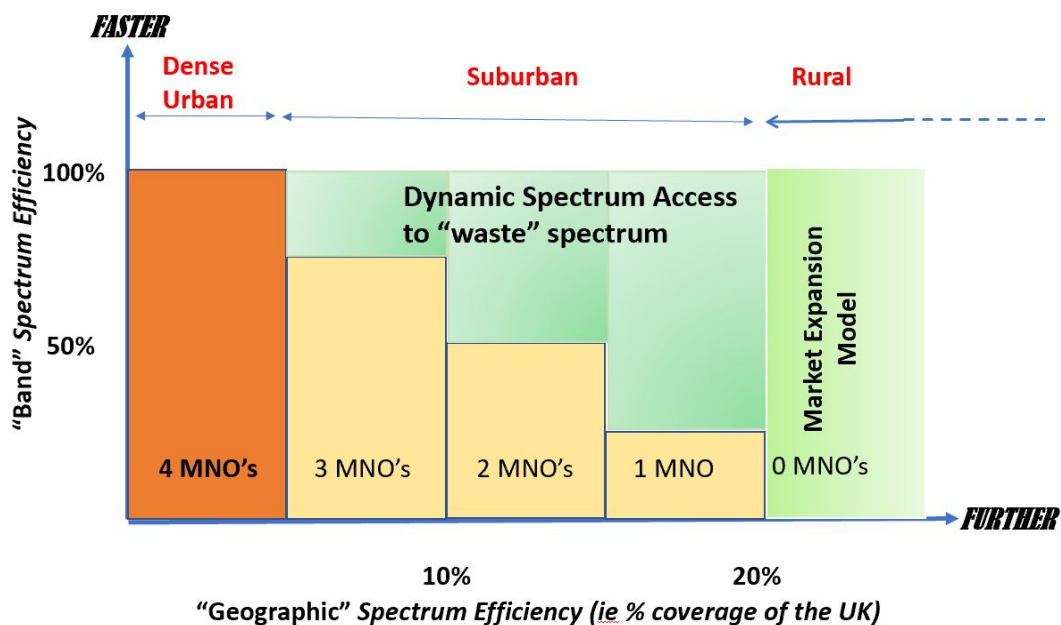 FASTER
Dense
Urban
Suburban
Rural
100%
50%
"Band" Spectrum Efficiency
Dynamic Spectrum Access
to "waste" spectrum
Market Expansion
Model
4 MNO's
3 MNO's
2 MNO's
1 MNO
0 MNO's
FURTHER
10%
20%
"Geographic" Spectrum Efficiency (ie % coverage of the UK)